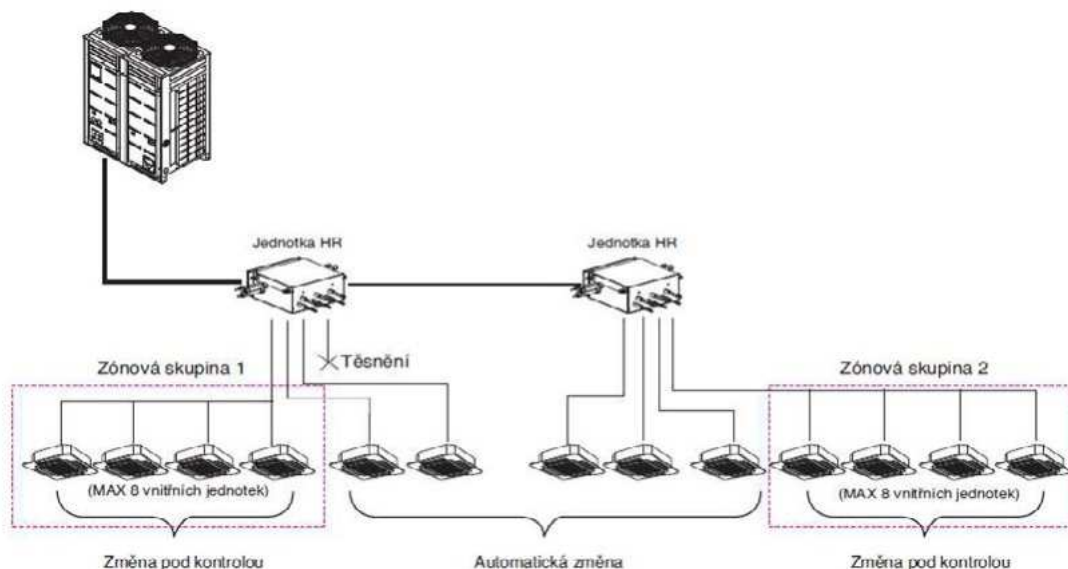 Jednotka HR
Jednotka HR
Těsnění
Zónová skupina 1
Zónová skupina 2
(MAX 8 vnitřních jednotek)
(MAX 8 vnitřních jednotek)
Změna pod kontrolou
Automatická změna
Změna pod kontrolou